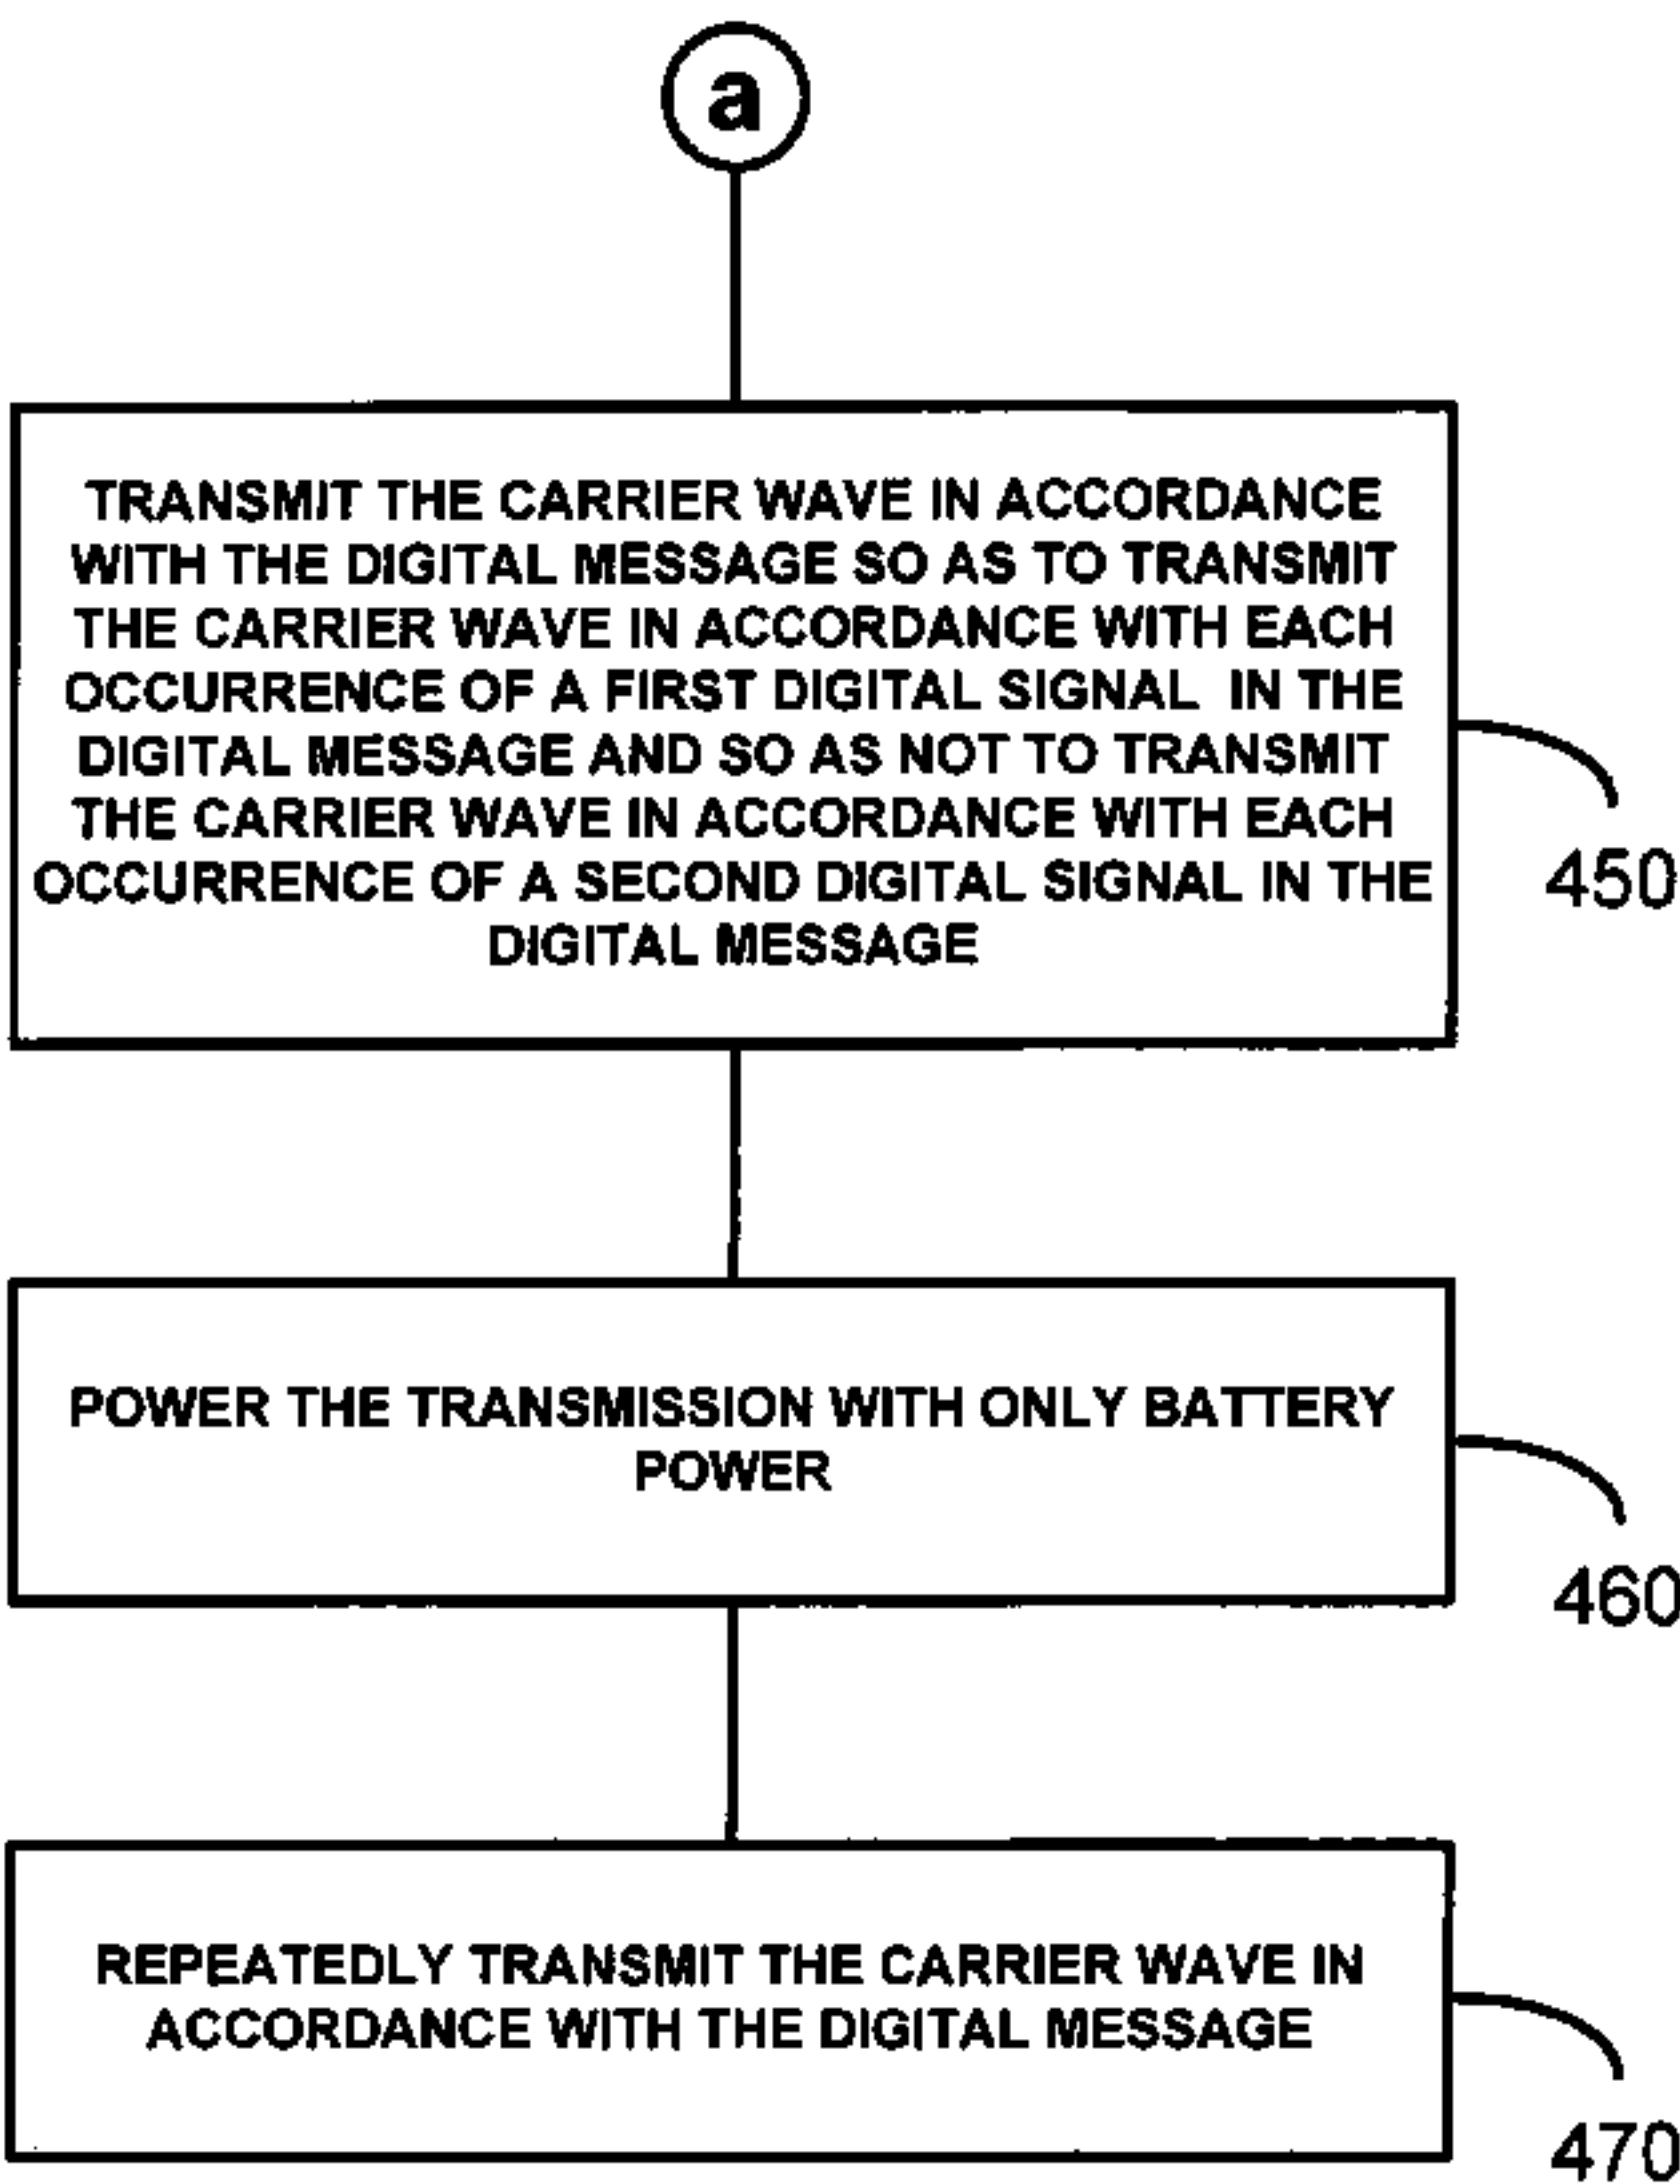 a
TRANSMIT THE CARRIER WAVE IN ACCORDANCE
WITH THE DIGITAL MESSAGE SO AS TO TRANSMIT
THE CARRIER WAVE IN ACCORDANCE WITH EACH
OCCURRENCE OF A FIRST DIGITAL SIGNAL IN THE
DIGITAL MESSAGE AND SO AS NOT TO TRANSMIT
THE CARRIER WAVE IN ACCORDANCE WITH EACH
OCCURRENCE OF A SECOND DIGITAL SIGNAL IN THE
DIGITAL MESSAGE
450
POWER THE TRANSMISSION WITH ONLY BATTERY
POWER
460
REPEATEDLY TRANSMIT THE CARRIER WAVE IN
ACCORDANCE WITH THE DIGITAL MESSAGE
470